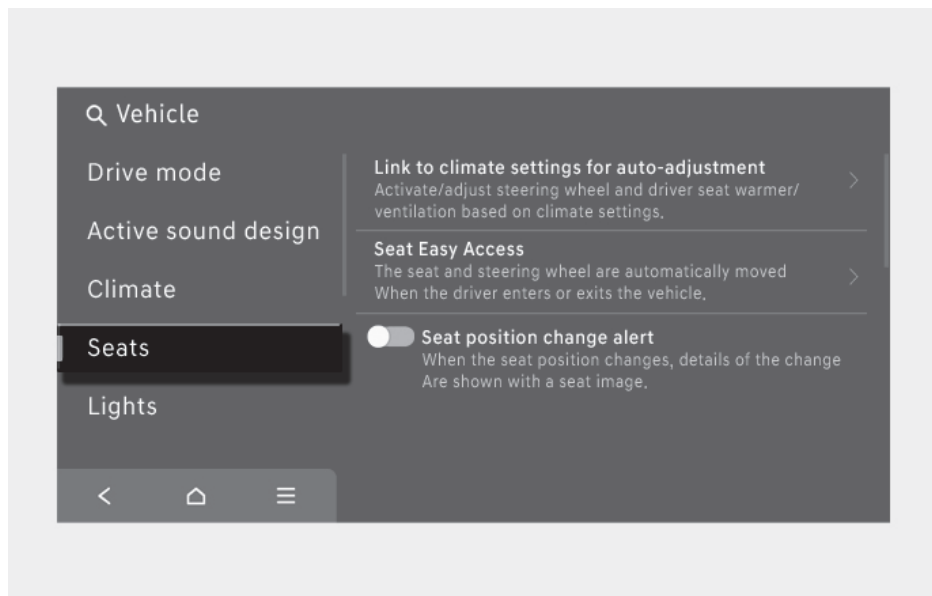 Vehicle
Drive mode
Active sound design
Climate
Seats
Lights
Link to climate settings for auto-adjustment
Activate/adjust steering wheel and driver seat warmer/
ventilation based on climate settings.
Seat Easy Access
The seat and steering wheel are automatically moved
When the driver enters or exits the vehicle.
Seat position change alert
When the seat position changes, details of the change
Are shown with a seat image.